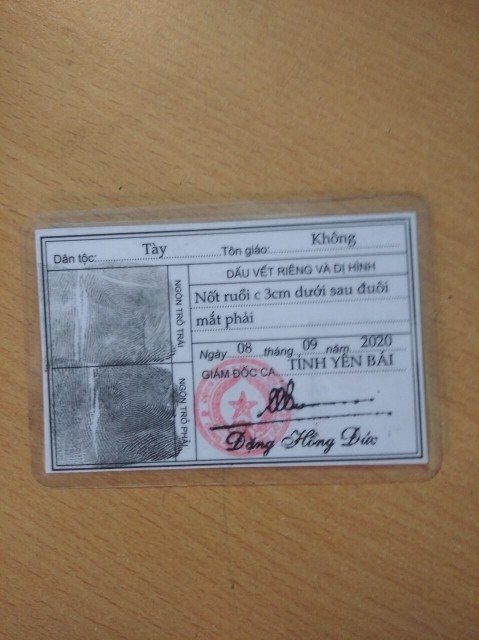 Dân tộc: Tày Tôn giáo: Không
NGÓN TRỎ TRÁI
DẤU VẾT RIÊNG VÀ DỊ HÌNH
Nốt ruồi c 3cm dưới sau đuôi
mắt phải
Ngày 08 tháng 09 năm 2020
GIÁM ĐỐC CA TỈNH YÊN BÁI
NGÓN TRỎ PHẢI
Đặng Hồng Đức